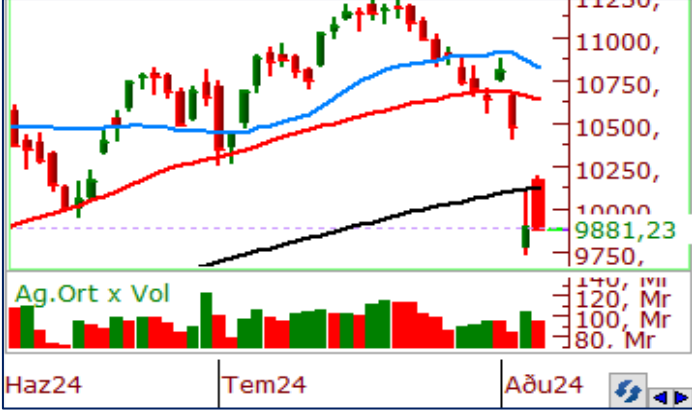 11250,
11000,
10750,
10500,
10250,
10000
9881,23
9750,
Ag.Ort x Vol
140, Mr
120, Mr
100, Mr
80, Mr
Haz24
Tem24
Aðu24